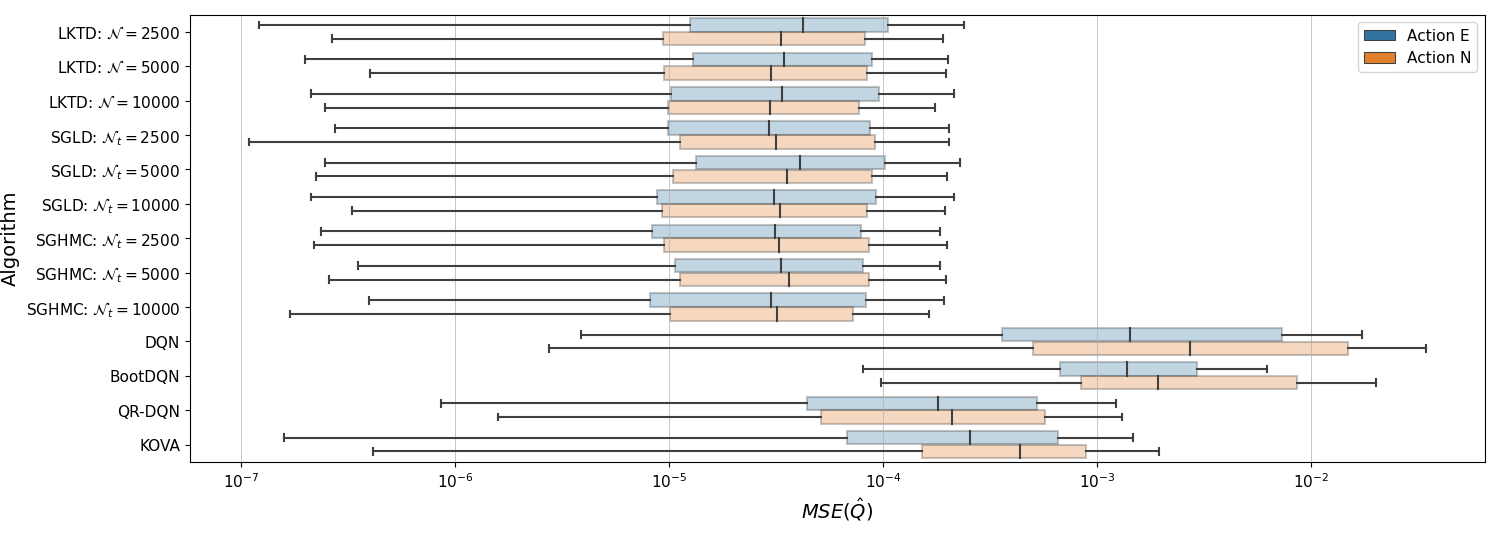 LKTD: 𝒩 = 2500
LKTD: 𝒩 = 5000
LKTD: 𝒩 = 10000
SGLD: 𝒩ₜ = 2500
SGLD: 𝒩ₜ = 5000
SGLD: 𝒩ₜ = 10000
SGHMC: 𝒩ₜ = 2500
SGHMC: 𝒩ₜ = 5000
SGHMC: 𝒩ₜ = 10000
DQN
BootDQN
QR-DQN
KOVA
Algorithm
Action E
Action N
10⁻⁷ 10⁻⁶ 10⁻⁵ 10⁻⁴ 10⁻³ 10⁻²
MSE(Q̂)